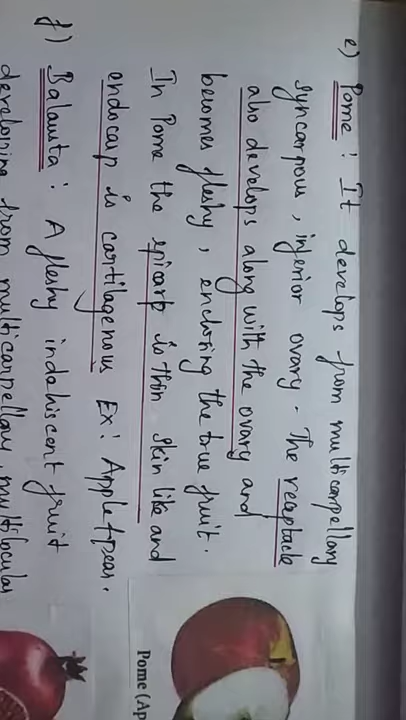 e) Pome : It develops from multicarpellary
syncarpous, inferior ovary. The receptacle
also develops along with the ovary and
becomes fleshy, enclosing the true fruit.
In Pome the epicarp is thin skin like and
endocarp is cartilagenous Ex: Apple & pear.
f) Balausta : A fleshy indehiscent fruit
developing from multicarpellary, multilocular
Pome (Ap